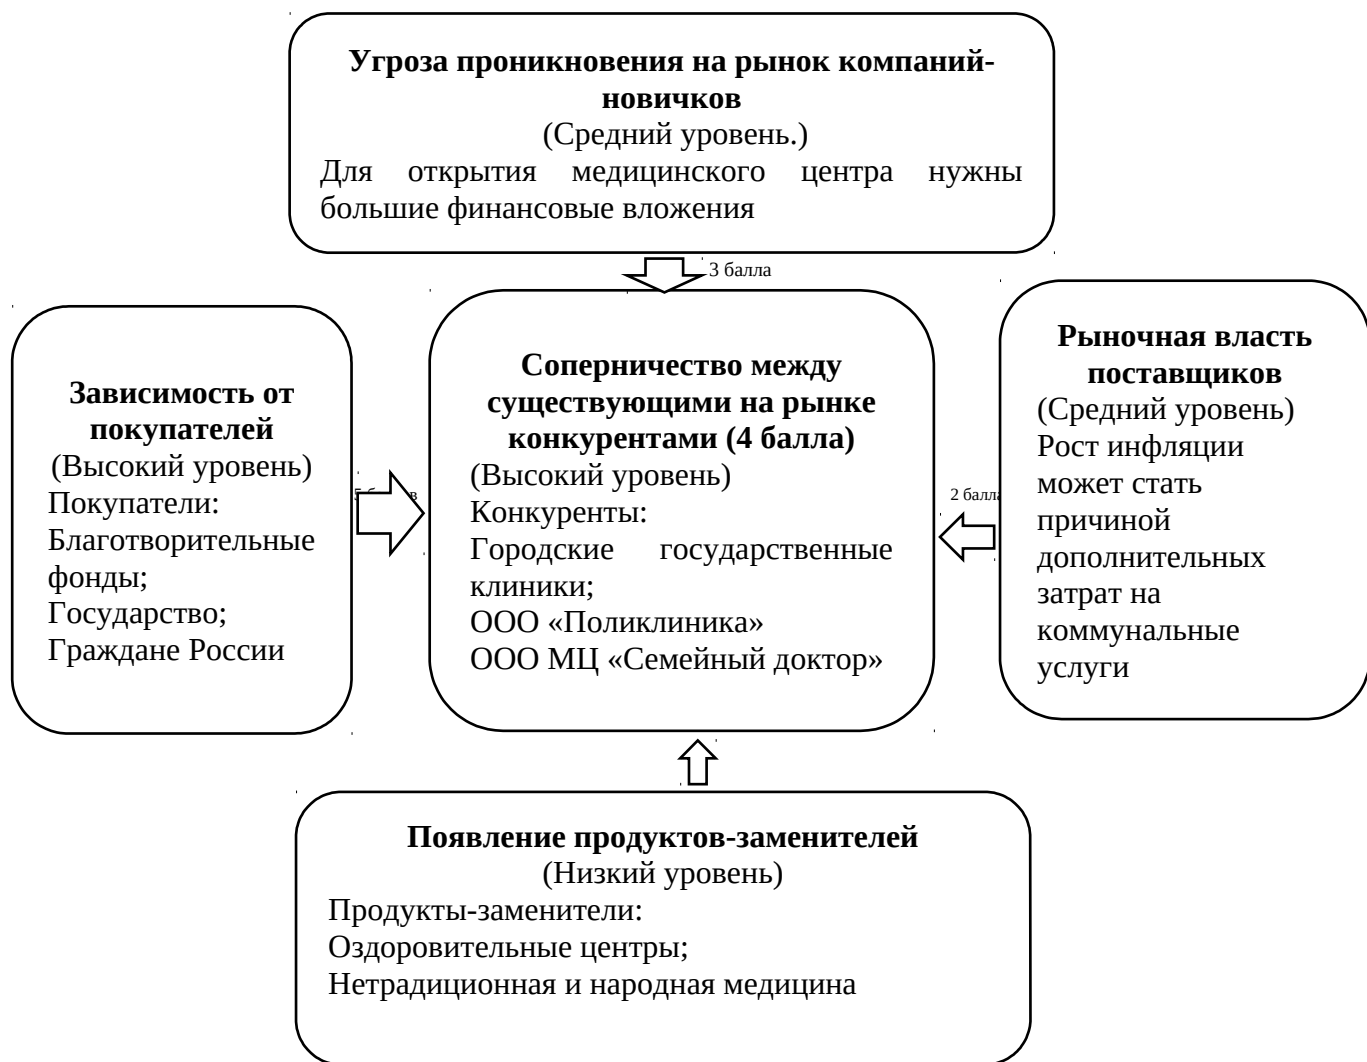 Угроза проникновения на рынок компаний-
новичков
(Средний уровень.)
Для открытия медицинского центра нужны
большие финансовые вложения
3 балла
Зависимость от
покупателей
(Высокий уровень)
Покупатели:
Благотворительные
фонды;
Государство;
Граждане России
Соперничество между
существующими на рынке
конкурентами (4 балла)
(Высокий уровень)
Конкуренты:
Городские государственные
клиники;
ООО «Поликлиника»
ООО МЦ «Семейный доктор»
2 балла
Рыночная власть
поставщиков
(Средний уровень)
Рост инфляции
может стать
причиной
дополнительных
затрат на
коммунальные
услуги
Появление продуктов-заменителей
(Низкий уровень)
Продукты-заменители:
Оздоровительные центры;
Нетрадиционная и народная медицина